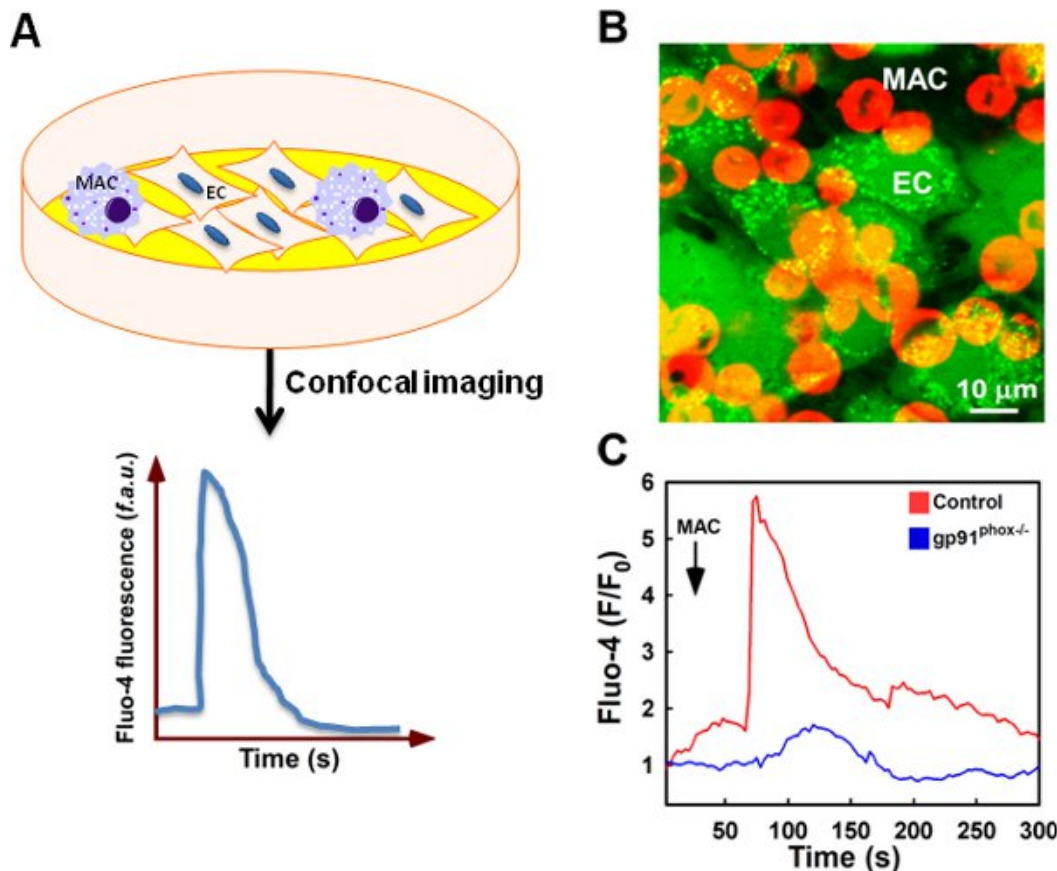 A
MAC
EC
Confocal imaging
Fluo-4 fluorescence (f.a.u.)
Time (s)
B
MAC
EC
10 μm
C
Fluo-4 (F/F0)
6
5
4
3
2
1
MAC
Control
gp91phox-/-
50 100 150 200 250 300
Time (s)